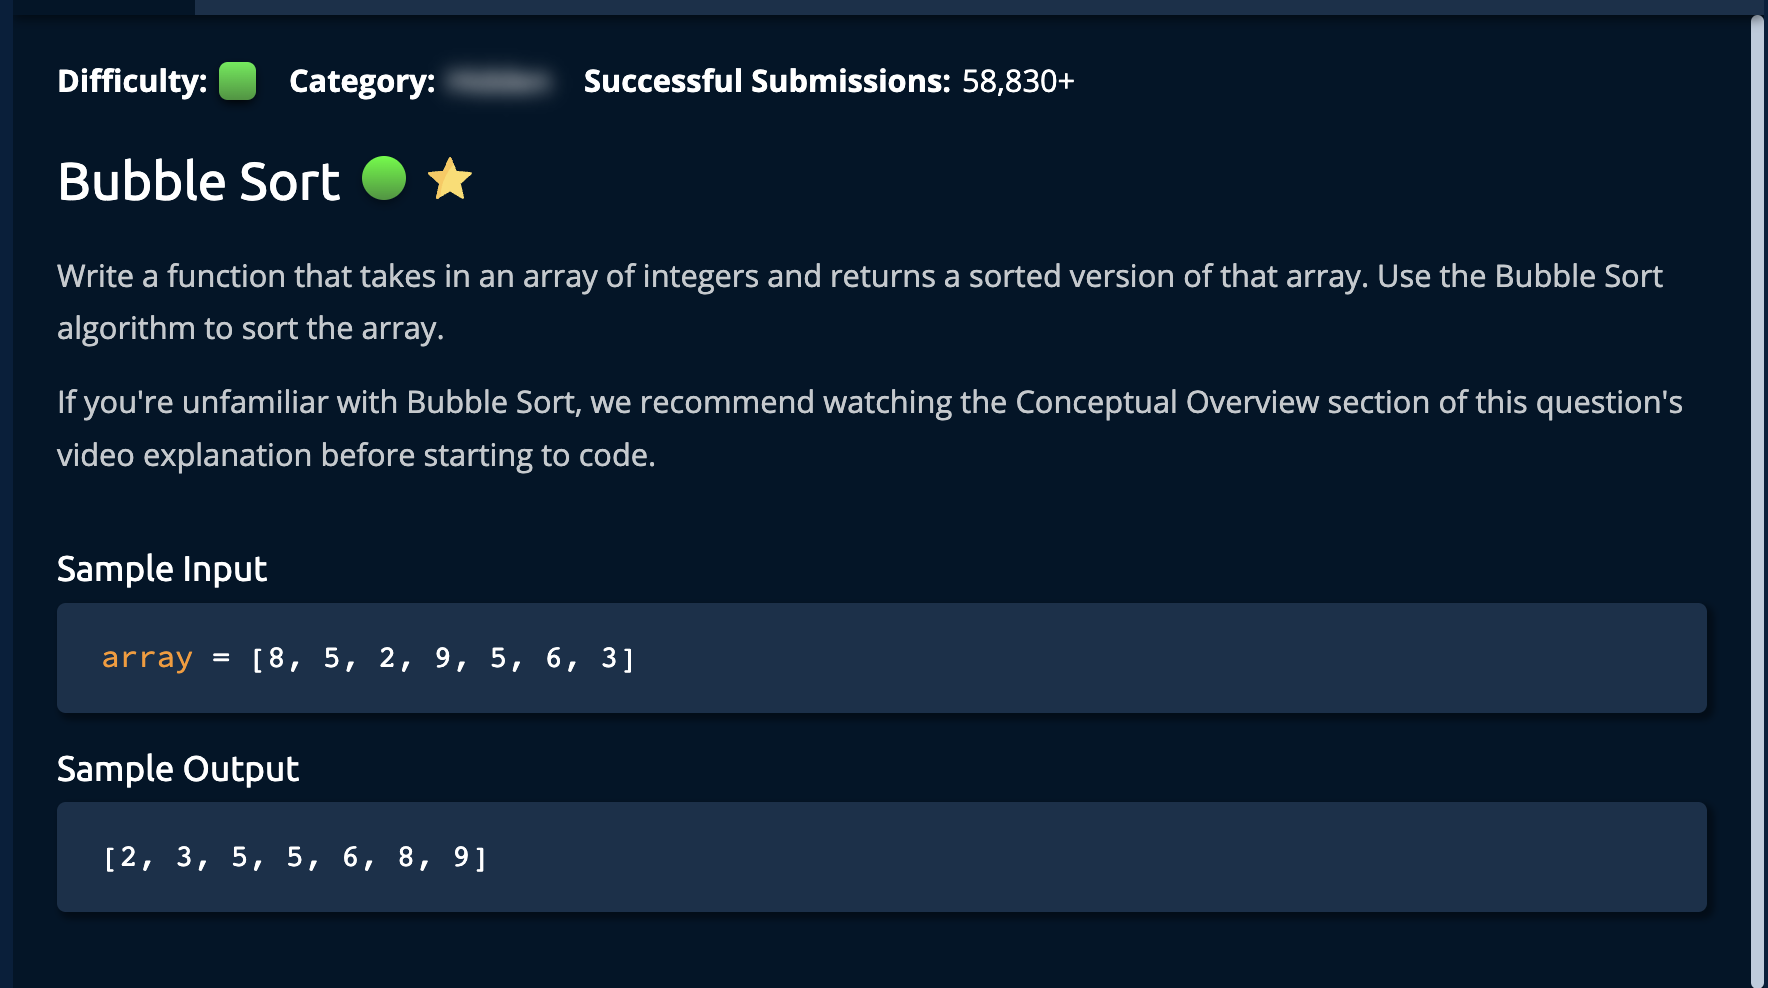 Difficulty: Category: Successful Submissions: 58,830+
Bubble Sort
Write a function that takes in an array of integers and returns a sorted version of that array. Use the Bubble Sort
algorithm to sort the array.
If you're unfamiliar with Bubble Sort, we recommend watching the Conceptual Overview section of this question's
video explanation before starting to code.
Sample Input
array = [8, 5, 2, 9, 5, 6, 3]
Sample Output
[2, 3, 5, 5, 6, 8, 9]